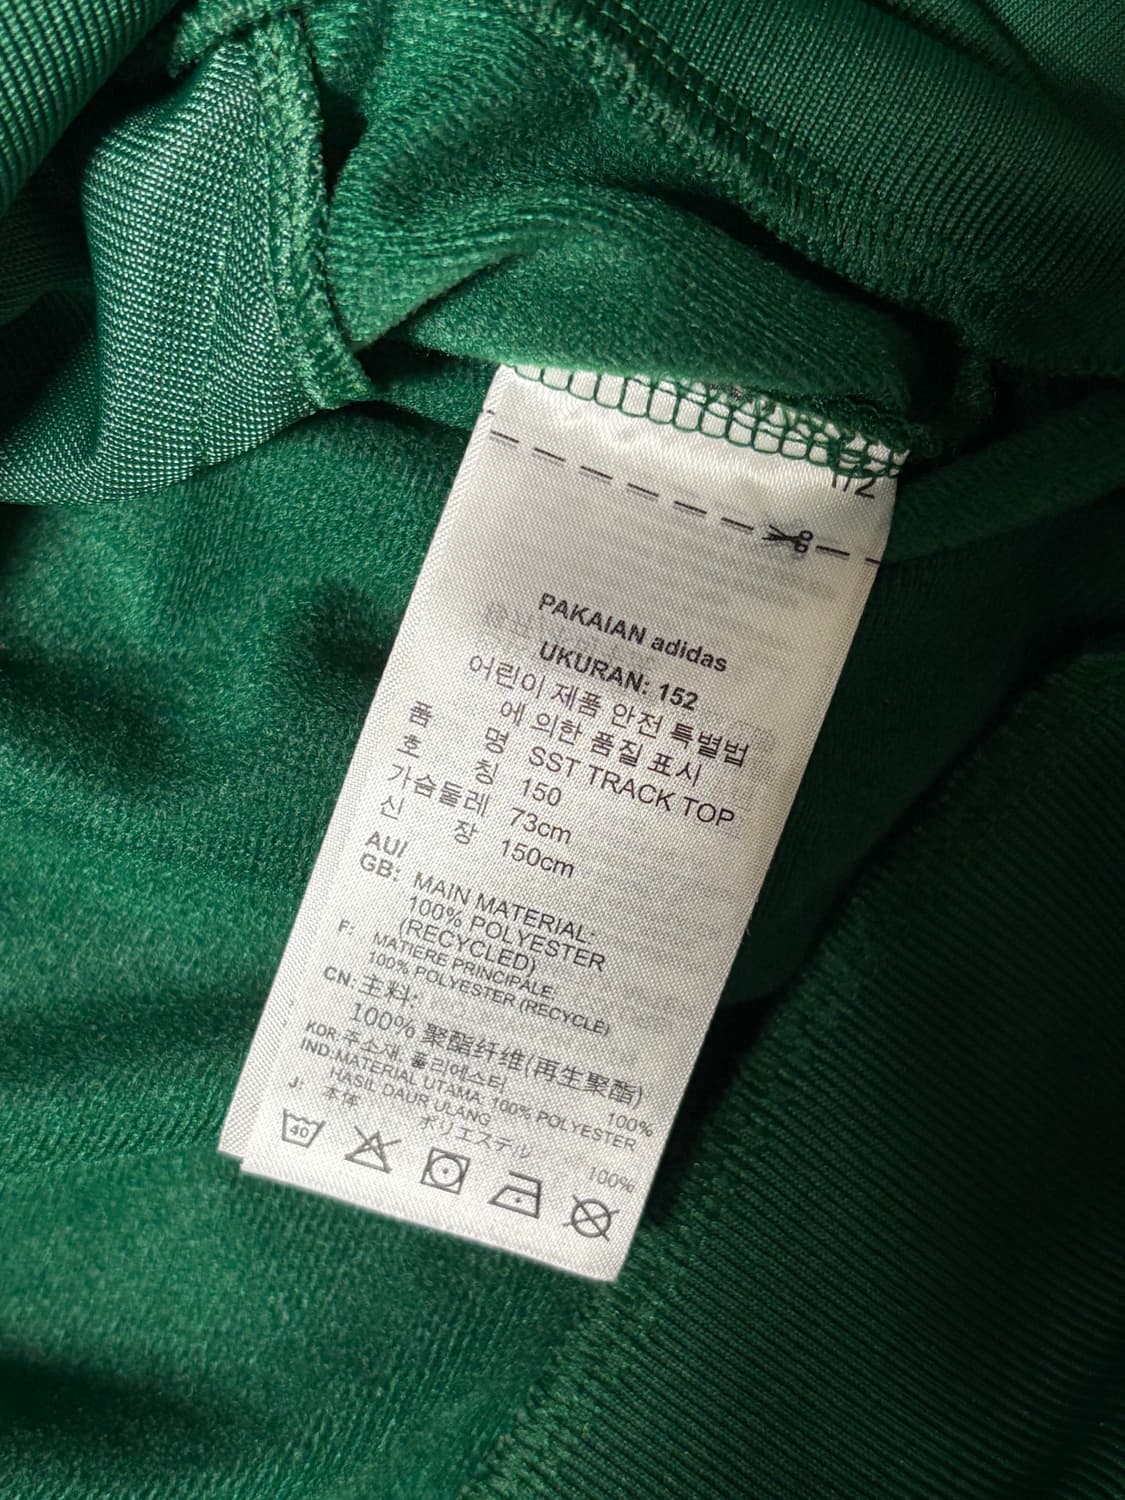 1/2
PAKAIAN adidas
UKURAN: 152
어린이 제품 안전 특별법
에 의한 품질 표시
품 명 SST TRACK TOP
호 칭 150
가슴둘레 73cm
신 장 150cm
AU/
GB: MAIN MATERIAL:
100% POLYESTER
(RECYCLED)
F: MATIERE PRINCIPALE:
100% POLYESTER (RECYCLE)
CN: 主料:
100% 聚酯纤维(再生聚酯)
KOR: 주소재: 폴리에스터 100%
IND: MATERIAL UTAMA: 100% POLYESTER
HASIL DAUR ULANG
J: 本体 ポリエステル 100%
40